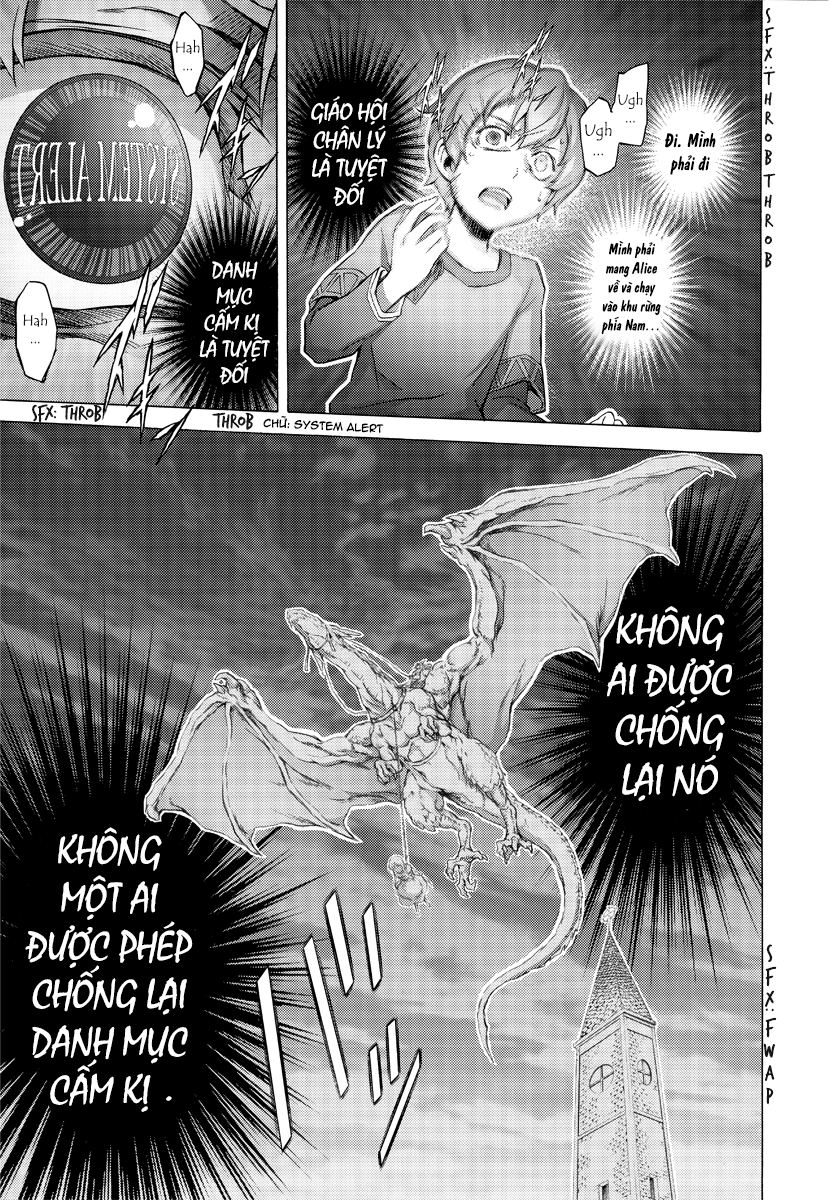 SFX: THROB THROB
Đi. Mình
phải đi
Ugh
...
Ugh
...
Mình phải
mang Alice
về và chạy
vào khu rừng
phía Nam...
GIÁO HỘI
CHÂN LÝ
LÀ TUYỆT
ĐỐI
Hah
...
SYSTEM ALERT
DANH
MỤC
CẤM KỊ
LÀ TUYỆT
ĐỐI
Hah
...
SFX: THROB
THROB
CHỮ: SYSTEM ALERT
KHÔNG
AI ĐƯỢC
CHỐNG
LẠI NÓ
KHÔNG
MỘT AI
ĐƯỢC PHÉP
CHỐNG LẠI
DANH MỤC
CẤM KỊ .
SFX: FWAP